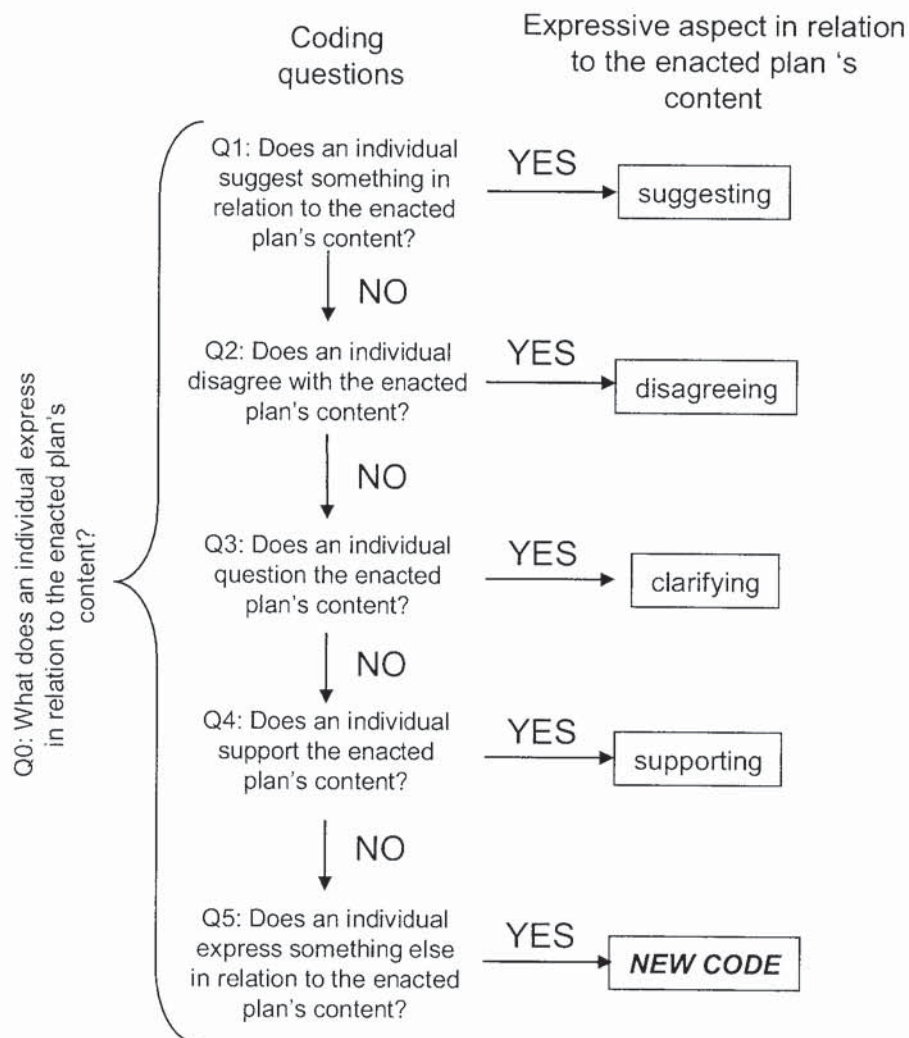 Coding
questions
Expressive aspect in relation
to the enacted plan ‘s
content
Q0: What does an individual express
in relation to the enacted plan's
content?
Q1: Does an individual
suggest something in
relation to the enacted
plan's content?
YES
suggesting
NO
Q2: Does an individual
disagree with the enacted
plan's content?
YES
disagreeing
NO
Q3: Does an individual
question the enacted
plan's content?
YES
clarifying
NO
Q4: Does an individual
support the enacted
plan's content?
YES
supporting
NO
Q5: Does an individual
express something else
in relation to the enacted
plan's content?
YES
NEW CODE